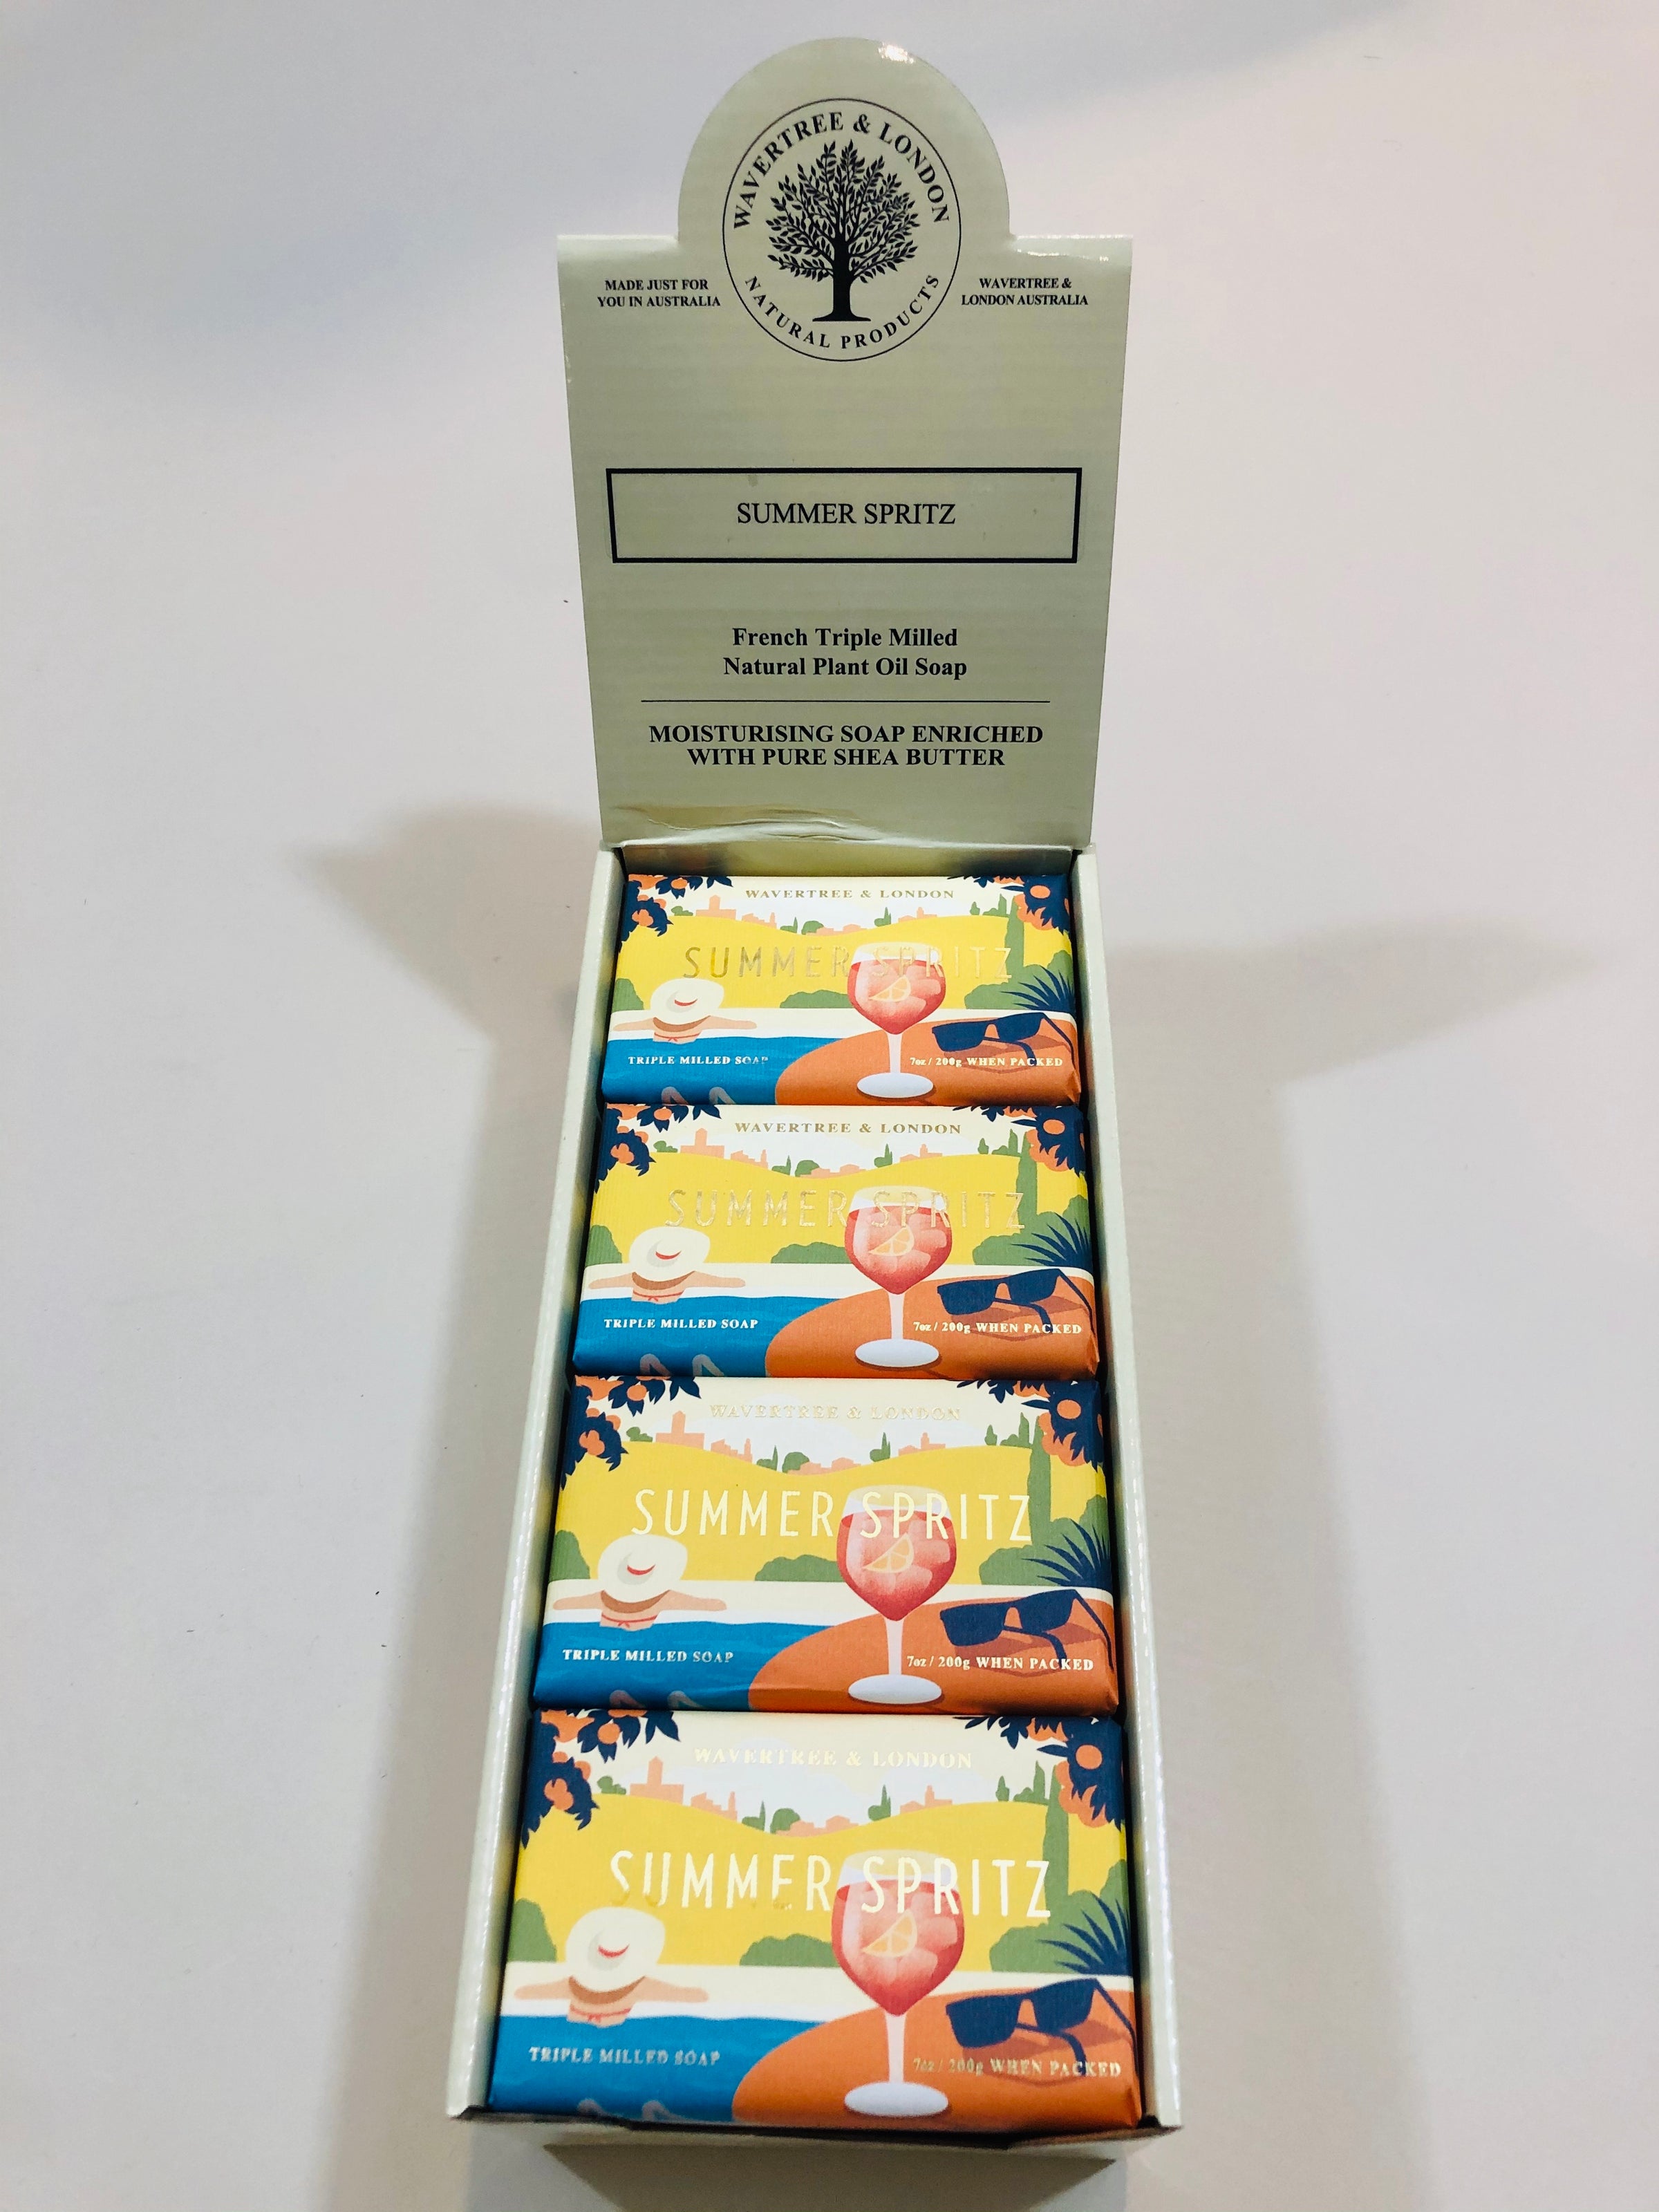 WAVERTREE & LONDON
NATURAL PRODUCTS
MADE JUST FOR
YOU IN AUSTRALIA
WAVERTREE &
LONDON AUSTRALIA
SUMMER SPRITZ
French Triple Milled
Natural Plant Oil Soap
MOISTURISING SOAP ENRICHED
WITH PURE SHEA BUTTER
WAVERTREE & LONDON
SUMMER SPRITZ
TRIPLE MILLED SOAP
7oz / 200g WHEN PACKED
WAVERTREE & LONDON
SUMMER SPRITZ
TRIPLE MILLED SOAP
7oz / 200g WHEN PACKED
WAVERTREE & LONDON
SUMMER SPRITZ
TRIPLE MILLED SOAP
7oz / 200g WHEN PACKED
WAVERTREE & LONDON
SUMMER SPRITZ
TRIPLE MILLED SOAP
7oz / 200g WHEN PACKED